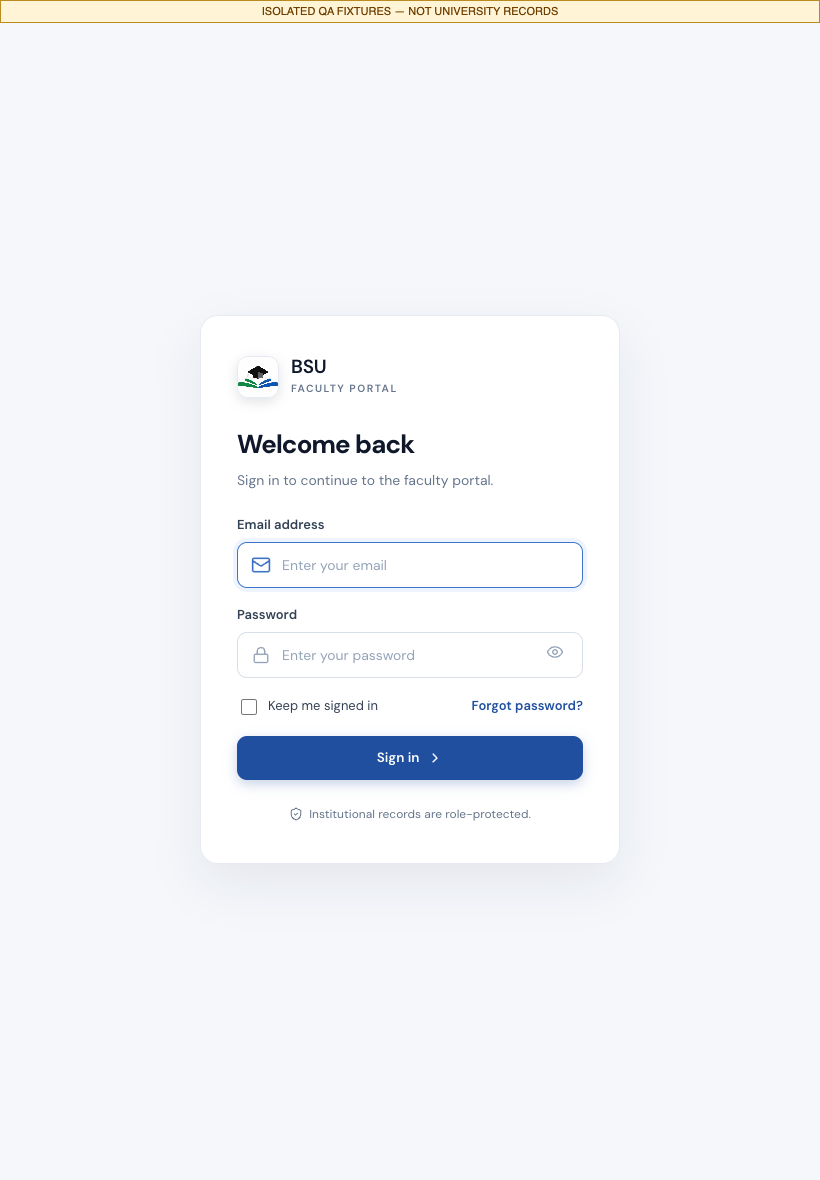 ISOLATED QA FIXTURES — NOT UNIVERSITY RECORDS
BSU
FACULTY PORTAL
Welcome back
Sign in to continue to the faculty portal.
Email address
Enter your email
Password
Enter your password
Keep me signed in
Forgot password?
Sign in
Institutional records are role-protected.